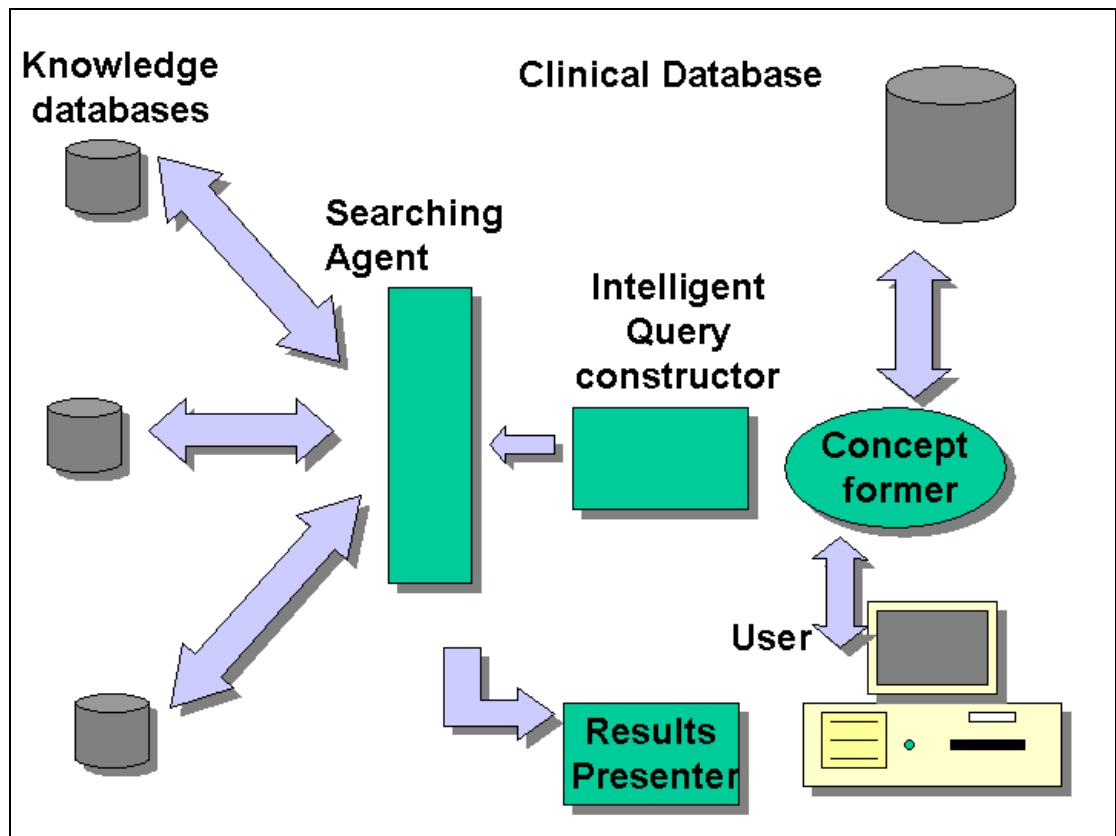 Knowledge
databases
Clinical Database
Searching
Agent
Intelligent
Query
constructor
Concept
former
User
Results
Presenter